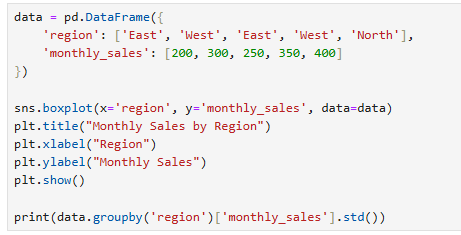 data = pd.DataFrame({
    'region': ['East', 'West', 'East', 'West', 'North'],
    'monthly_sales': [200, 300, 250, 350, 400]
})

sns.boxplot(x='region', y='monthly_sales', data=data)
plt.title("Monthly Sales by Region")
plt.xlabel("Region")
plt.ylabel("Monthly Sales")
plt.show()

print(data.groupby('region')['monthly_sales'].std())